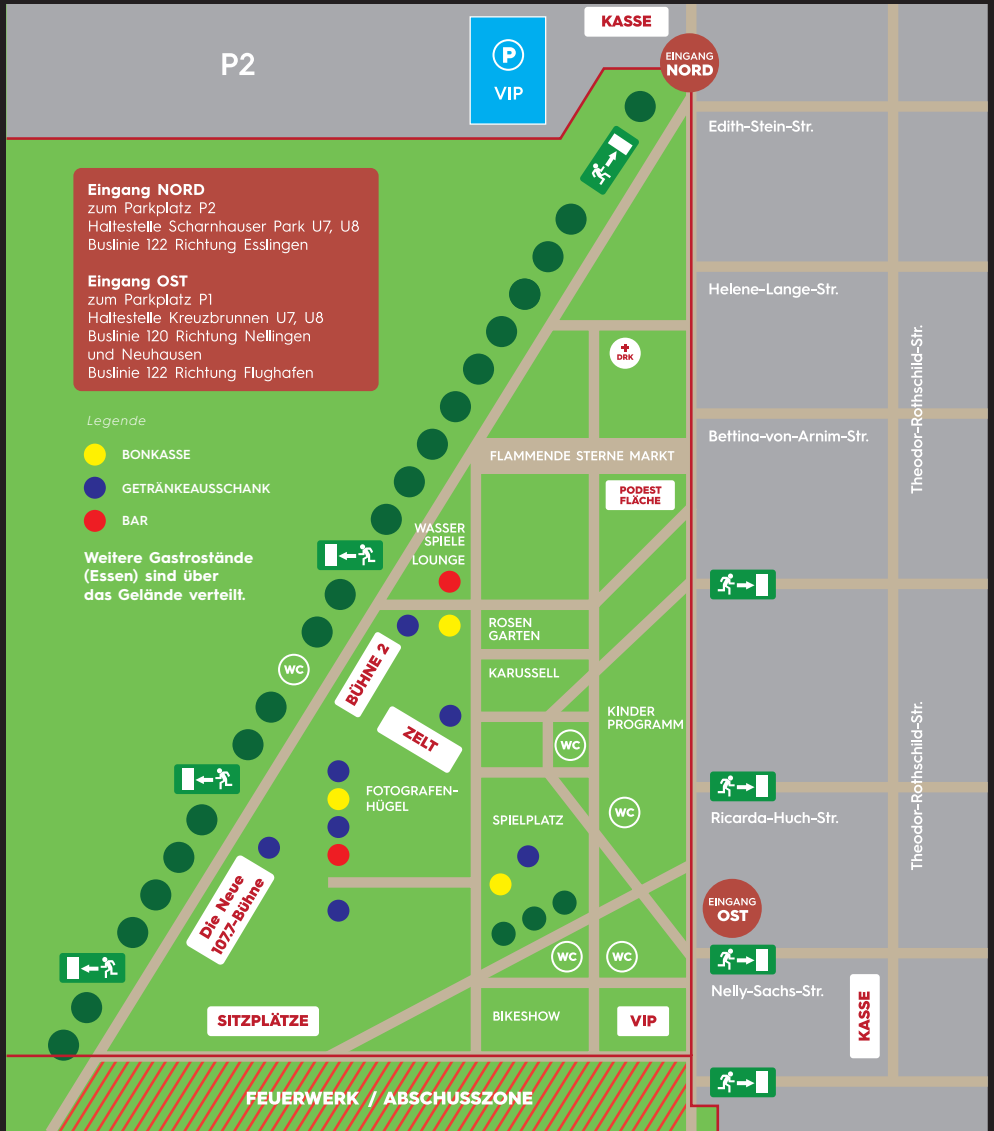 KASSE
P2
P
VIP
EINGANG
NORD
Edith-Stein-Str.
Eingang NORD
zum Parkplatz P2
Haltestelle Scharnhauser Park U7, U8
Buslinie 122 Richtung Esslingen
Eingang OST
zum Parkplatz P1
Haltestelle Kreuzbrunnen U7, U8
Buslinie 120 Richtung Nellingen
und Neuhausen
Buslinie 122 Richtung Flughafen
Helene-Lange-Str.
Theodor-Rothschild-Str.
DRK
Legende
BONKASSE
GETRÄNKEAUSSCHANK
BAR
Weitere Gastrostände
(Essen) sind über
das Gelände verteilt.
Bettina-von-Arnim-Str.
FLAMMENDE STERNE MARKT
PODEST
FLÄCHE
WASSER
SPIELE
LOUNGE
ROSEN
GARTEN
WC
BÜHNE 2
KARUSSELL
ZELT
KINDER
PROGRAMM
WC
Theodor-Rothschild-Str.
FOTOGRAFEN-
HÜGEL
SPIELPLATZ
WC
Ricarda-Huch-Str.
Die Neue
107.7-Bühne
EINGANG
OST
WC
WC
Nelly-Sachs-Str.
KASSE
SITZPLÄTZE
BIKESHOW
VIP
FEUERWERK / ABSCHUSSZONE